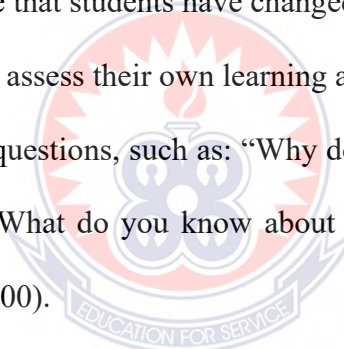 e that students have changed
assess their own learning a
questions, such as: “Why do
What do you know about
00).
EDUCATION FOR SERVICE